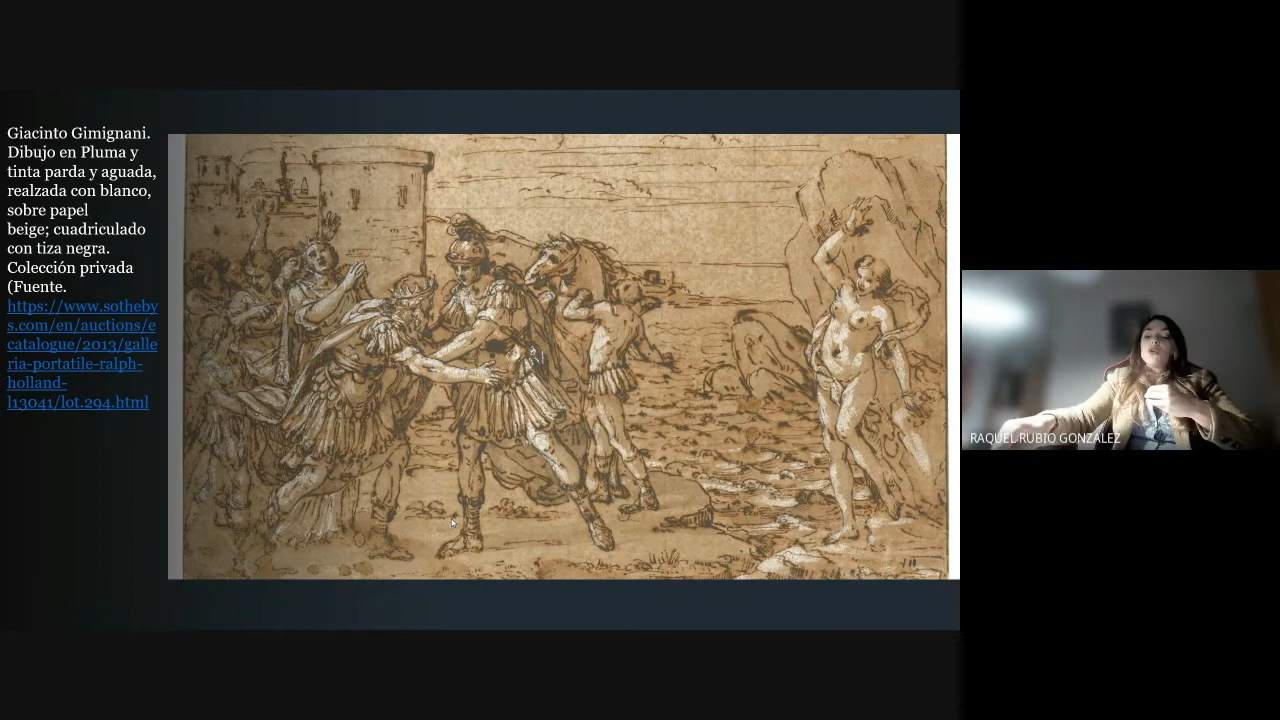 Giacinto Gimignani.
Dibujo en Pluma y
tinta parda y aguada,
realzada con blanco,
sobre papel
beige; cuadriculado
con tiza negra.
Colección privada
(Fuente.
https://www.sotheby
s.com/en/auctions/e
catalogue/2013/galle
ria-portatile-ralph-
holland-
l13041/lot.294.html
RAQUEL RUBIO GONZÁLEZ